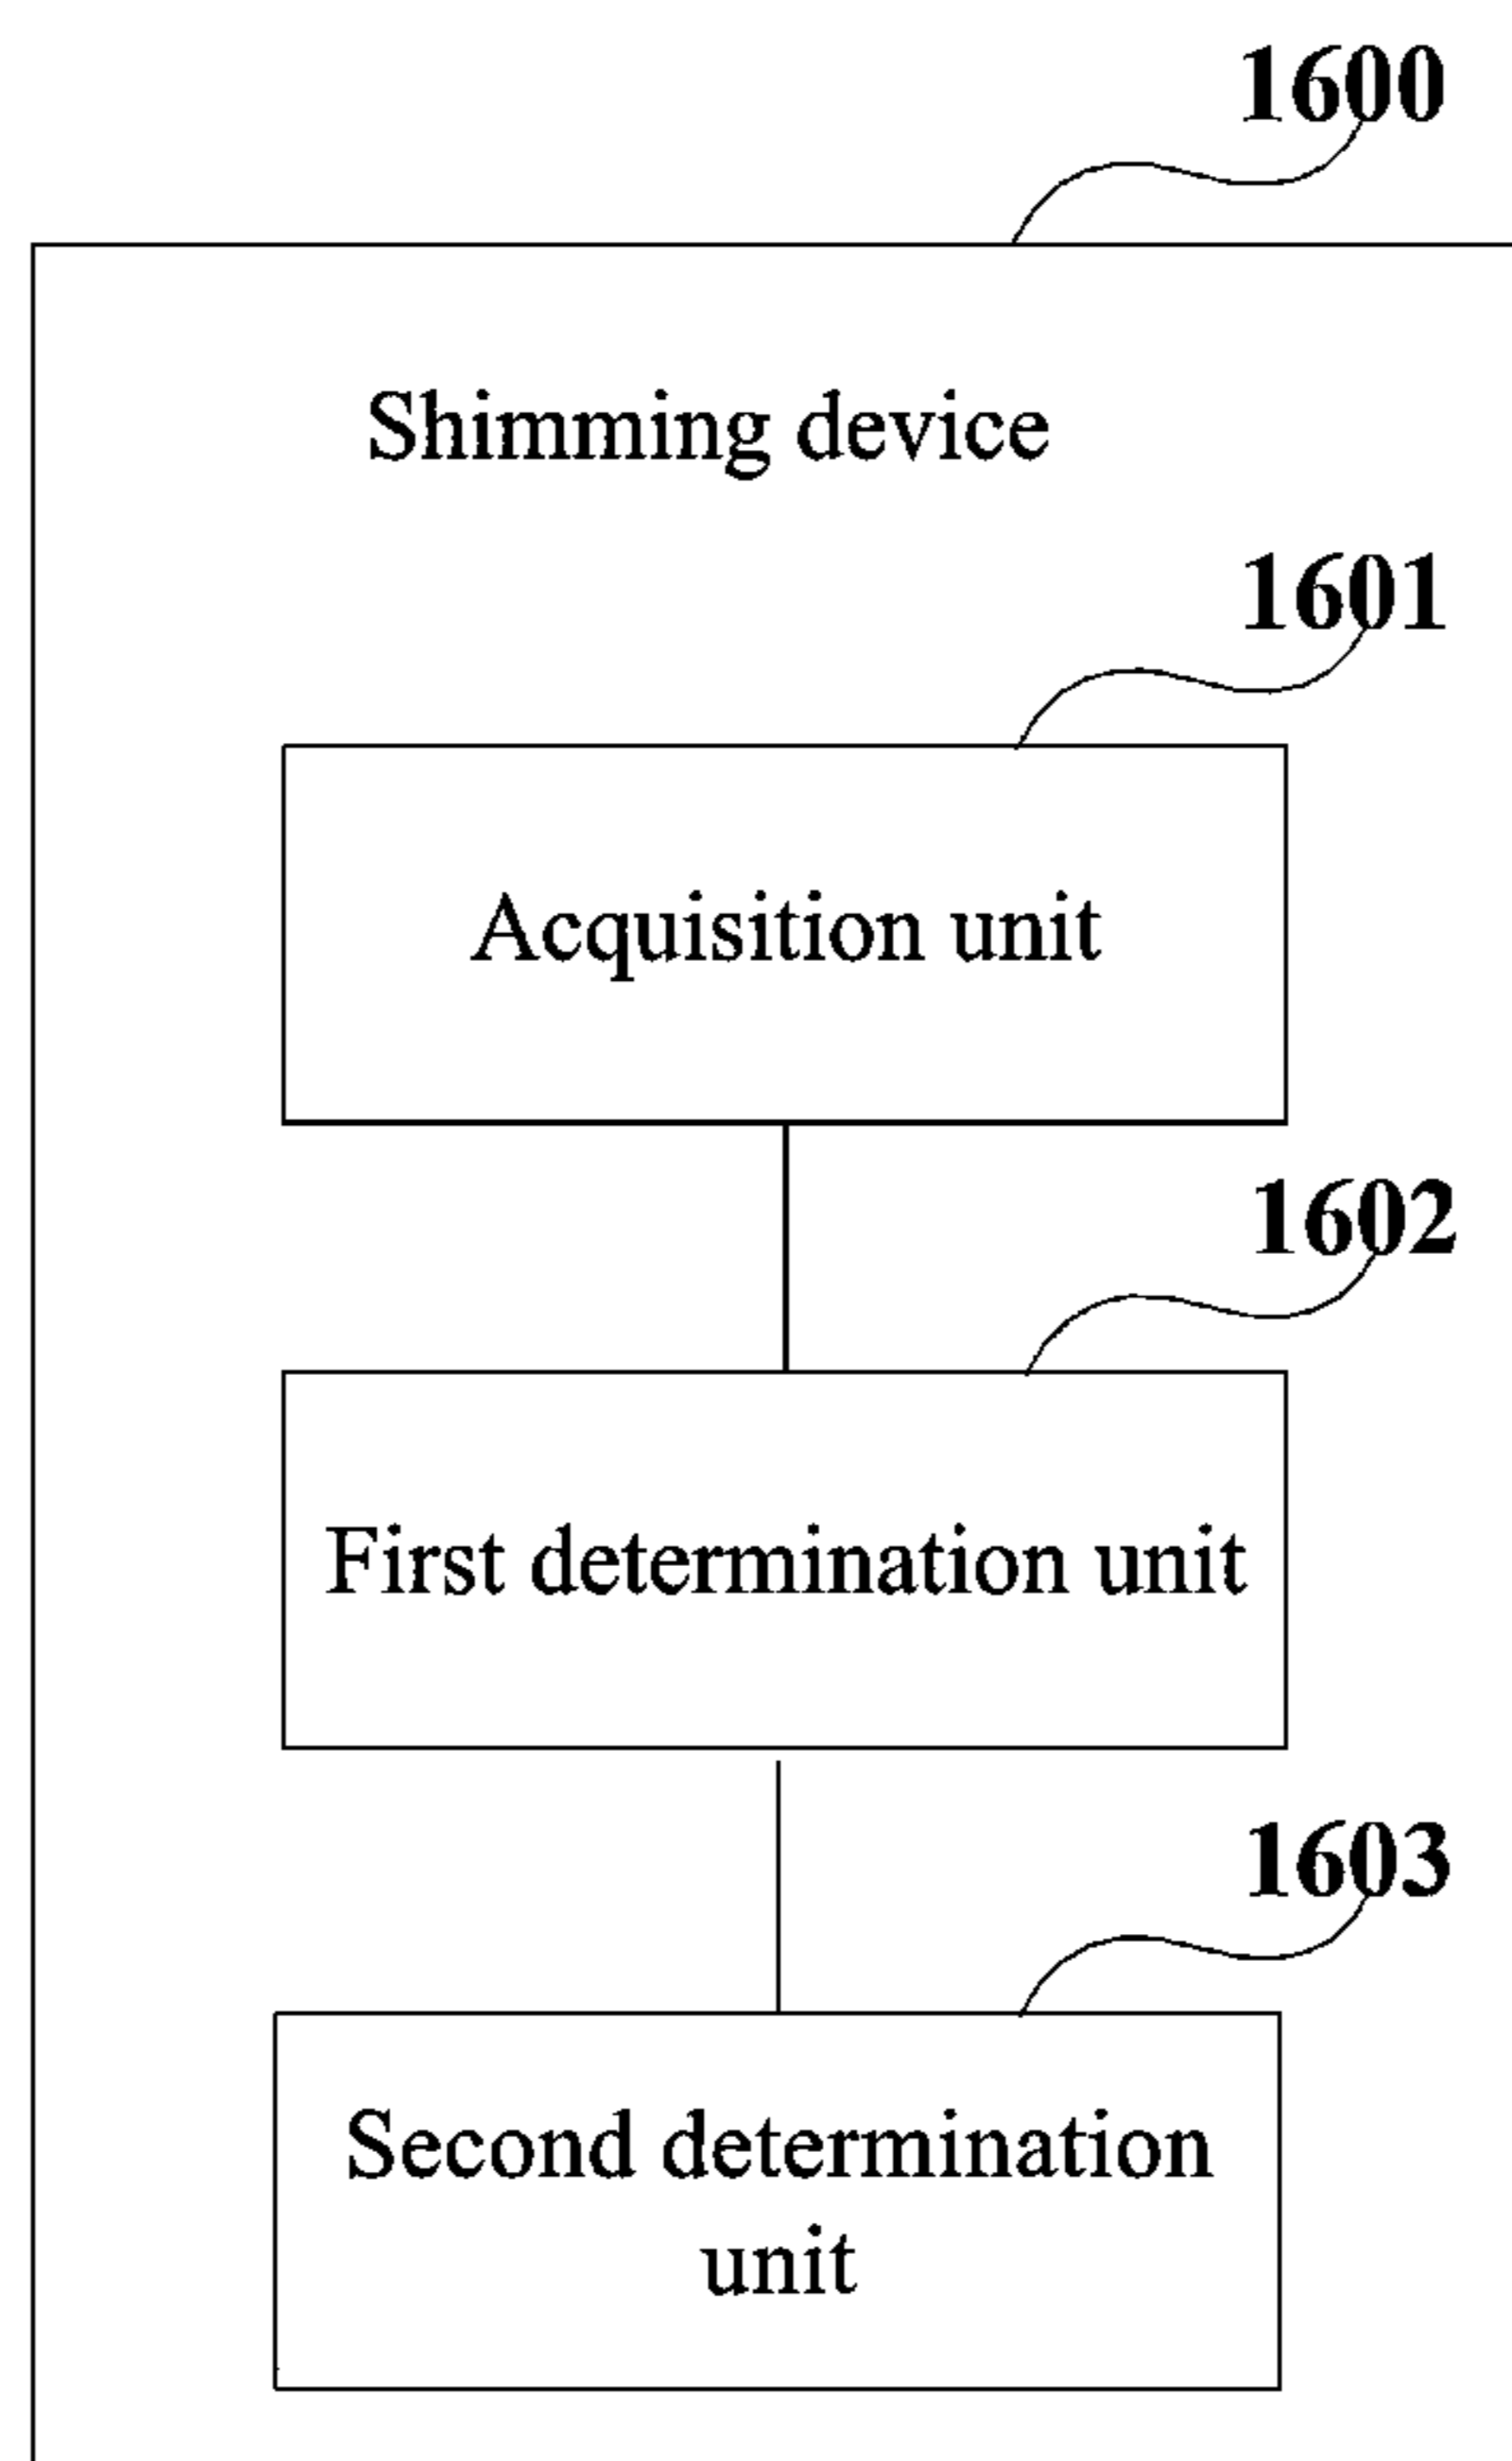 1600
Shimming device
1601
Acquisition unit
1602
First determination unit
1603
Second determination
unit